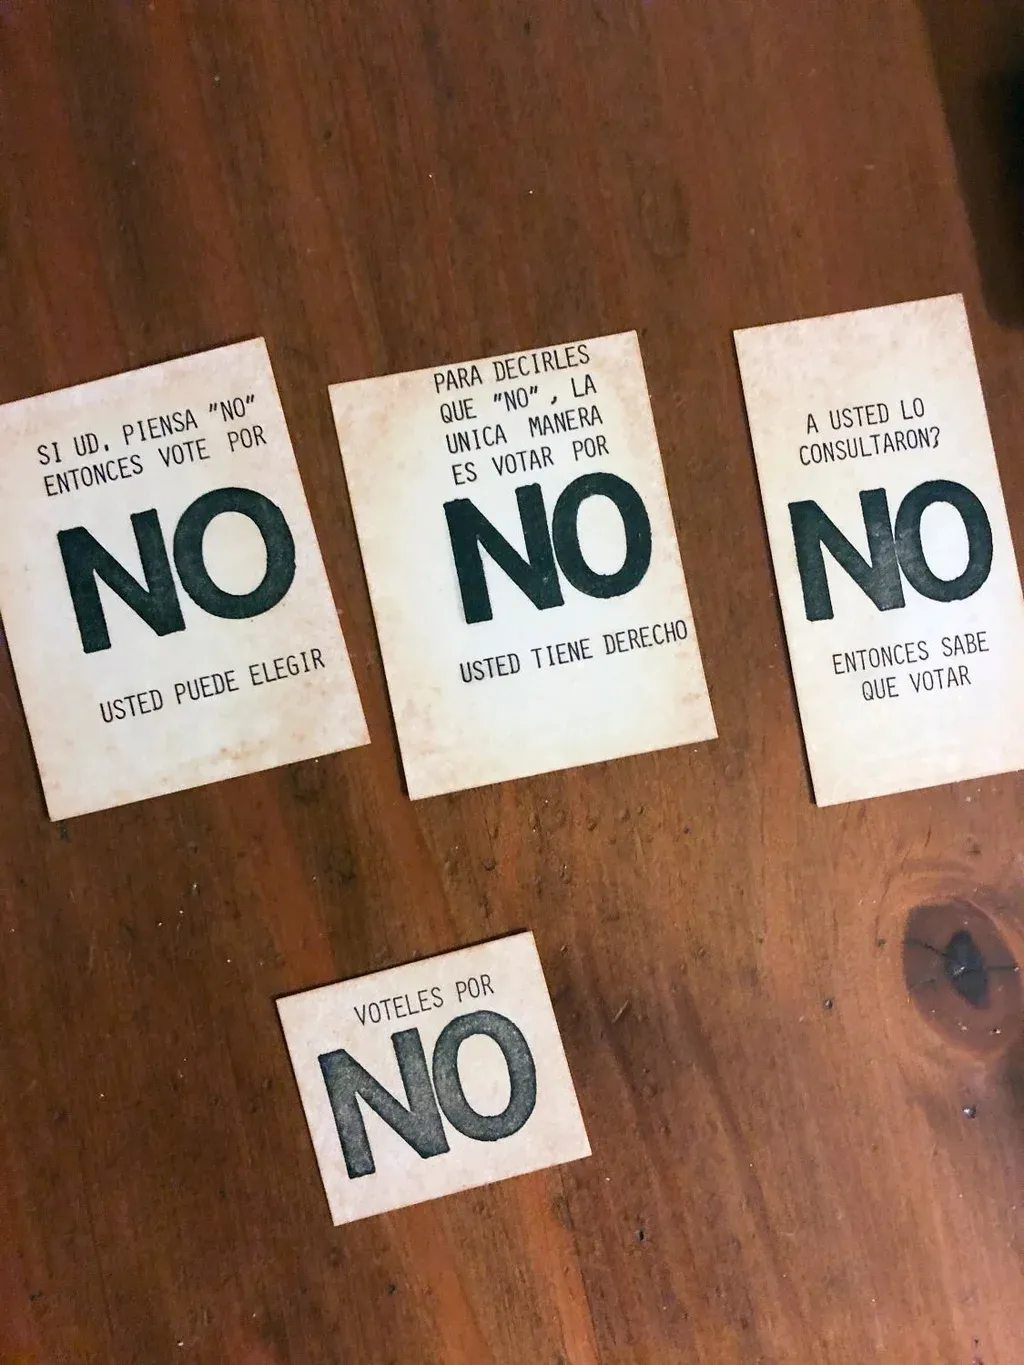 SI UD. PIENSA "NO"
ENTONCES VOTE POR
NO
USTED PUEDE ELEGIR
PARA DECIRLES
QUE "NO", LA
UNICA MANERA
ES VOTAR POR
NO
USTED TIENE DERECHO
A USTED LO
CONSULTARON?
NO
ENTONCES SABE
QUE VOTAR
VOTELES POR
NO